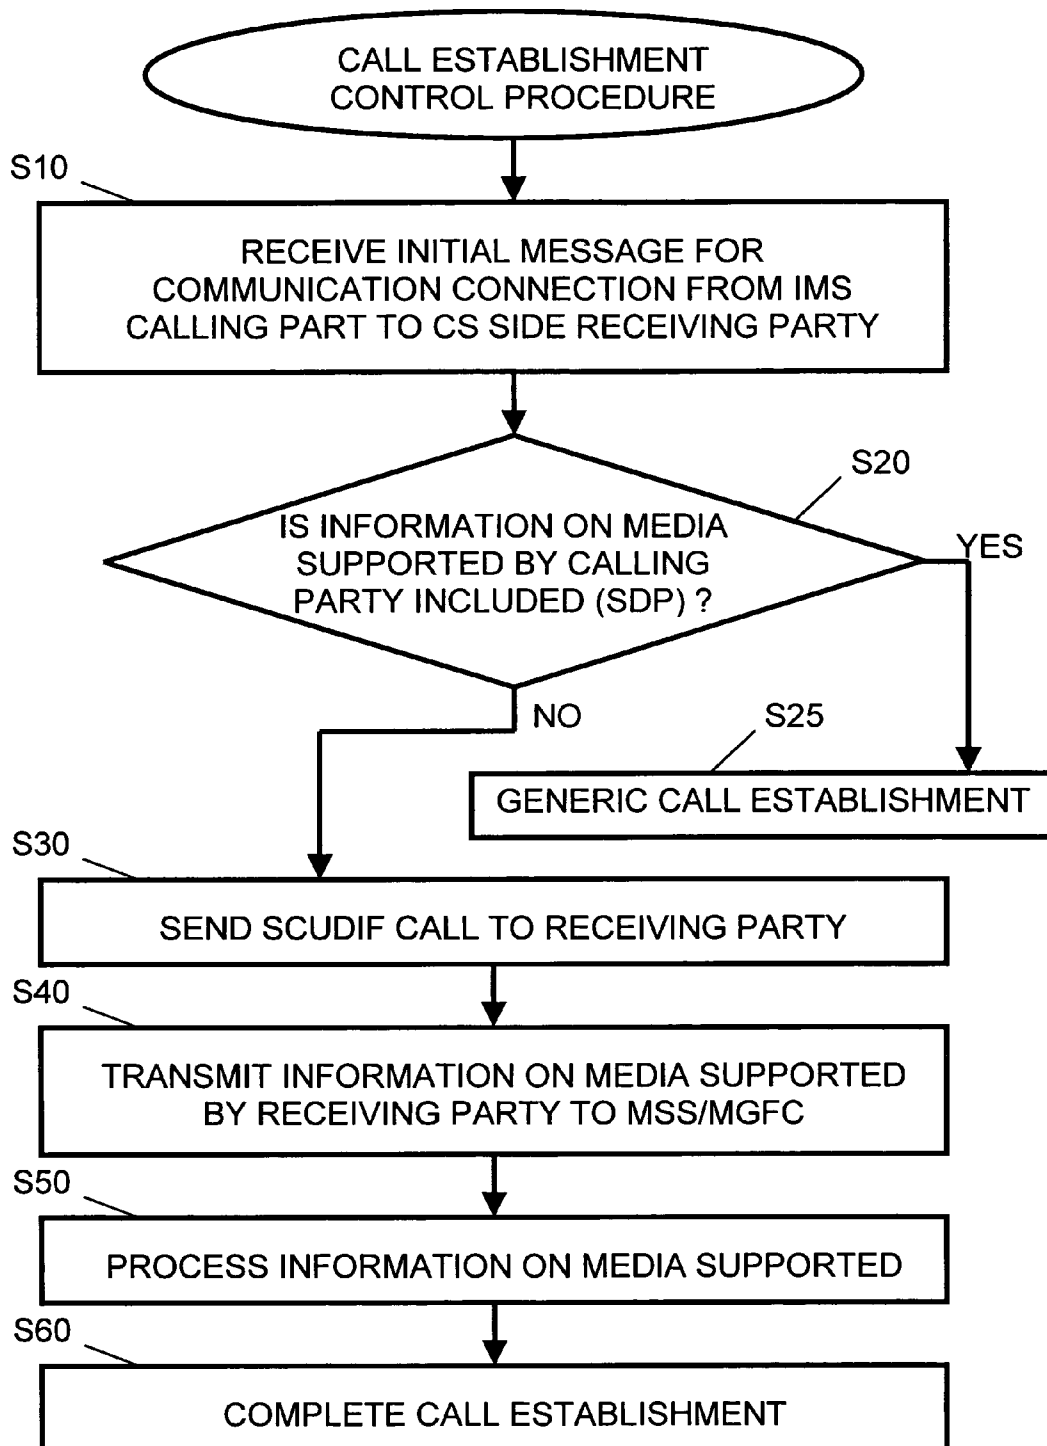 CALL ESTABLISHMENT
CONTROL PROCEDURE
S10
RECEIVE INITIAL MESSAGE FOR
COMMUNICATION CONNECTION FROM IMS
CALLING PART TO CS SIDE RECEIVING PARTY
S20
IS INFORMATION ON MEDIA
SUPPORTED BY CALLING
PARTY INCLUDED (SDP) ?
YES
NO
S25
GENERIC CALL ESTABLISHMENT
S30
SEND SCUDIF CALL TO RECEIVING PARTY
S40
TRANSMIT INFORMATION ON MEDIA SUPPORTED
BY RECEIVING PARTY TO MSS/MGFC
S50
PROCESS INFORMATION ON MEDIA SUPPORTED
S60
COMPLETE CALL ESTABLISHMENT